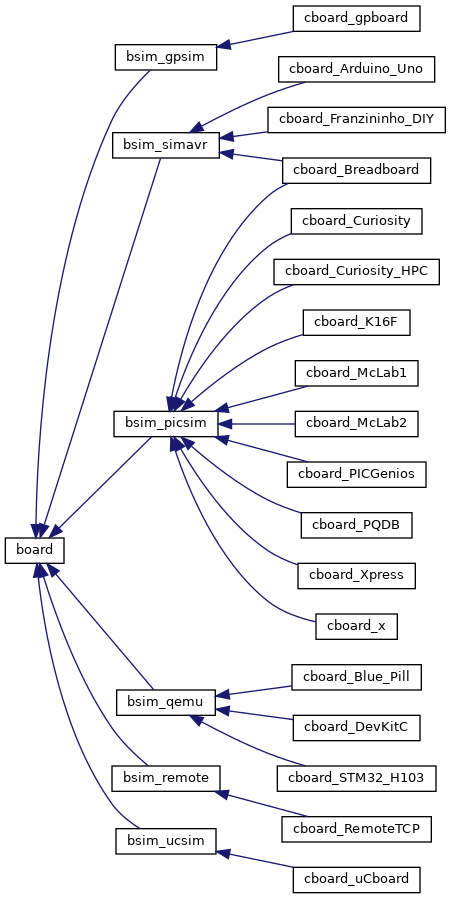 cboard_gpboard
bsim_gpsim
cboard_Arduino_Uno
cboard_Franzininho_DIY
bsim_simavr
cboard_Breadboard
cboard_Curiosity
cboard_Curiosity_HPC
cboard_K16F
cboard_McLab1
bsim_picsim
cboard_McLab2
cboard_PICGenios
cboard_PQDB
board
cboard_Xpress
cboard_x
cboard_Blue_Pill
bsim_qemu
cboard_DevKitC
bsim_remote
cboard_STM32_H103
cboard_RemoteTCP
bsim_ucsim
cboard_uCboard